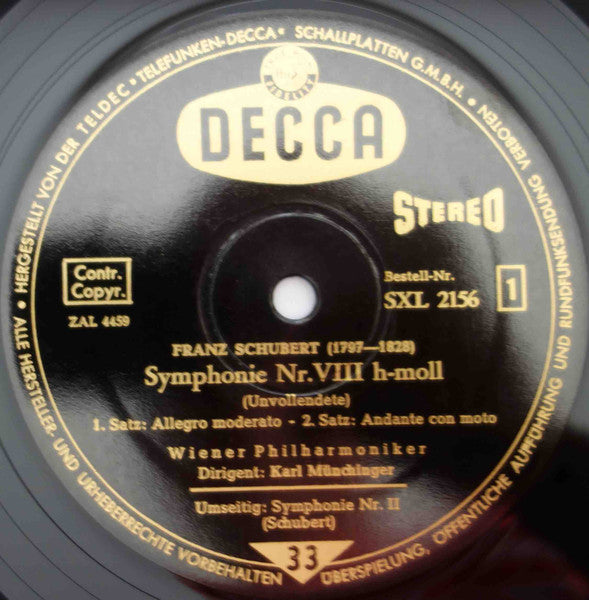 • HERGESTELLT VON DER TELDEC • TELEFUNKEN-DECCA • SCHALLPLATTEN G.M.B.H. •
ALLE HERSTELLER- UND URHEBERRECHTE VORBEHALTEN
ÜBERSPIELUNG, ÖFFENTLICHE AUFFÜHRUNG UND RUNDFUNKSENDUNG VERBOTEN
DECCA
STEREO
Contr.
Copyr.
ZAL 4459
Bestell-Nr.
SXL 2156
1
FRANZ SCHUBERT (1797—1828)
Symphonie Nr. VIII h-moll
(Unvollendete)
1. Satz: Allegro moderato - 2. Satz: Andante con moto
Wiener Philharmoniker
Dirigent: Karl Münchinger
Umseitig: Symphonie Nr. II
(Schubert)
33